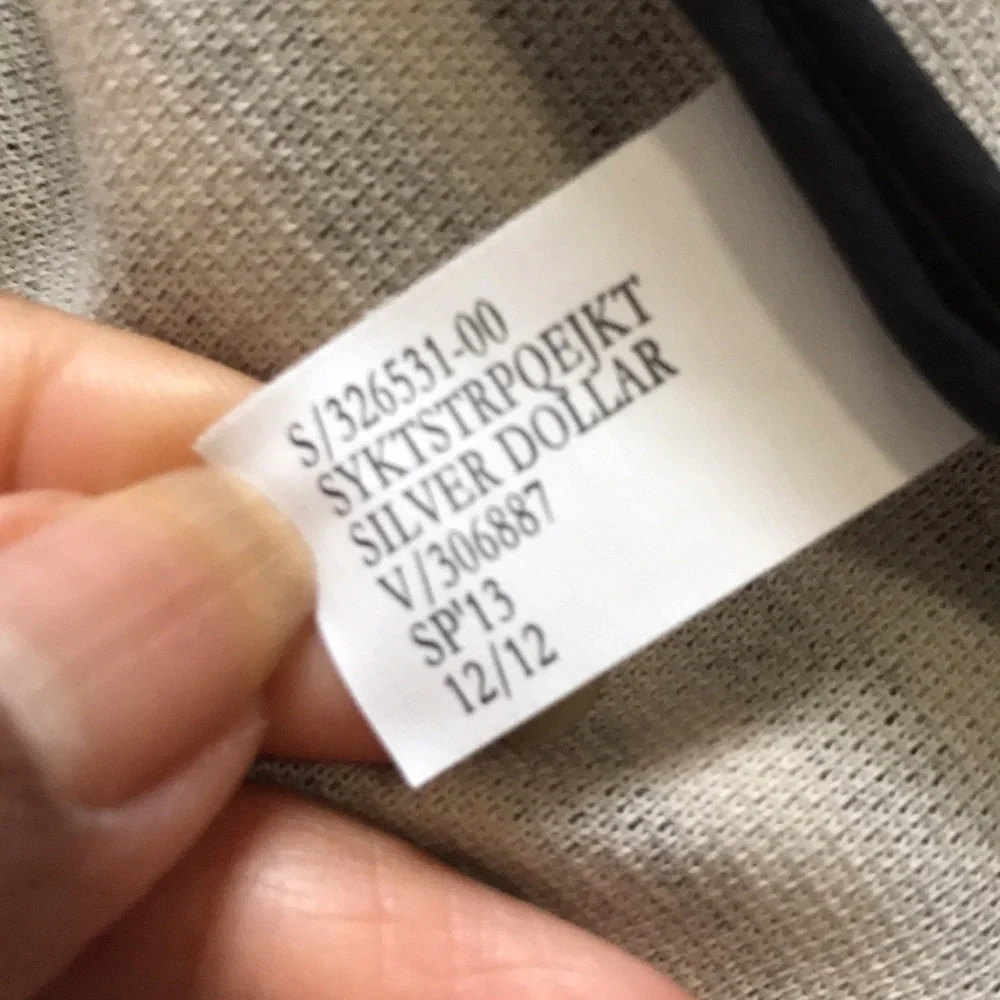 S/326531-00
SYKTSTRPQEJKT
SILVER DOLLAR
V/306887
SP'13
12/12